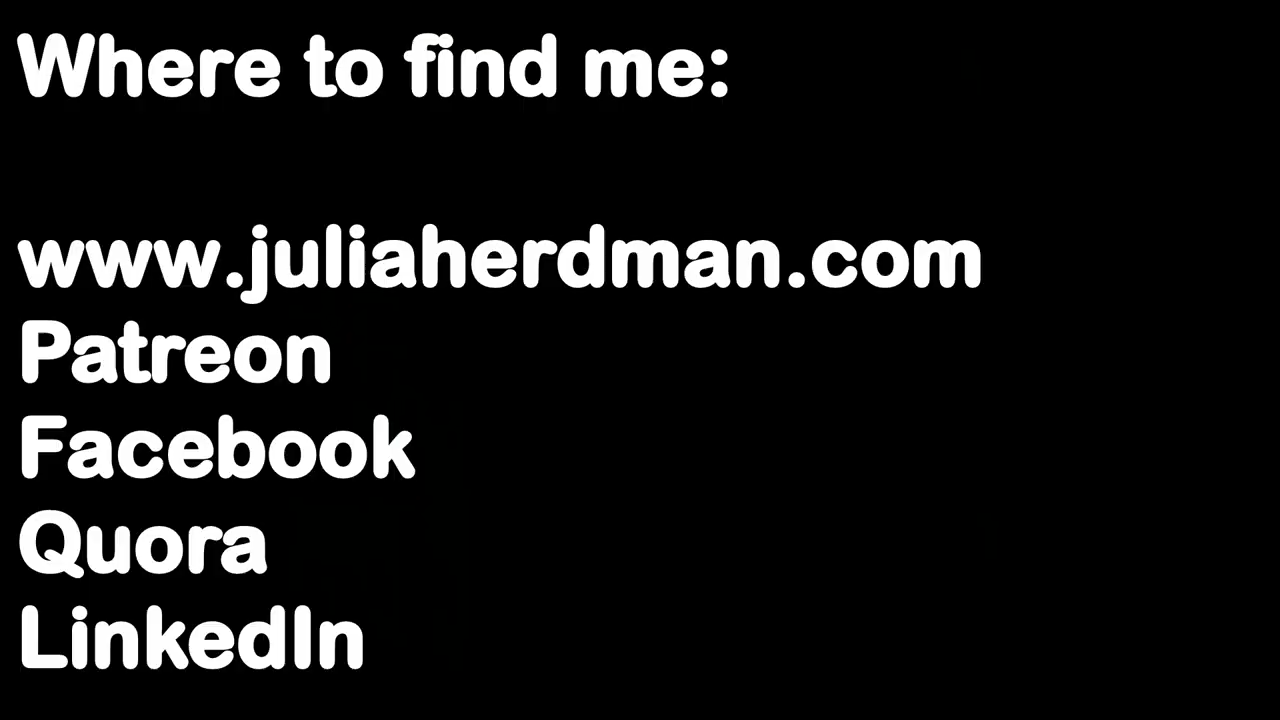 Where to find me:
www.juliaherdman.com
Patreon
Facebook
Quora
LinkedIn